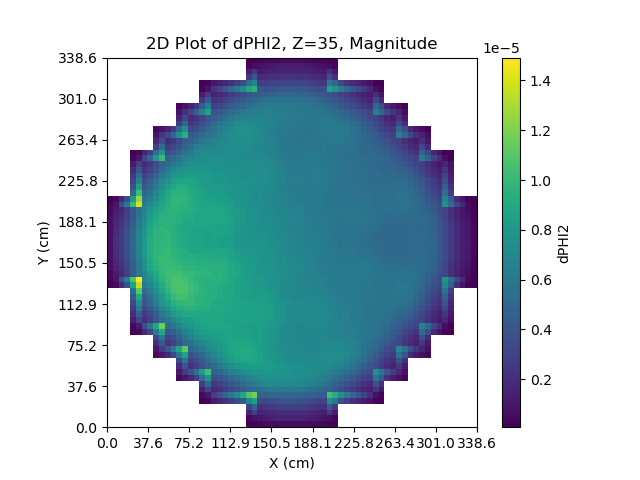 2D Plot of dPHI2, Z=35, Magnitude
1e−5
338.6
301.0
263.4
225.8
188.1
150.5
112.9
75.2
37.6
0.0
Y (cm)
0.0 37.6 75.2 112.9 150.5 188.1 225.8 263.4 301.0 338.6
X (cm)
1.4
1.2
1.0
0.8
0.6
0.4
0.2
dPHI2